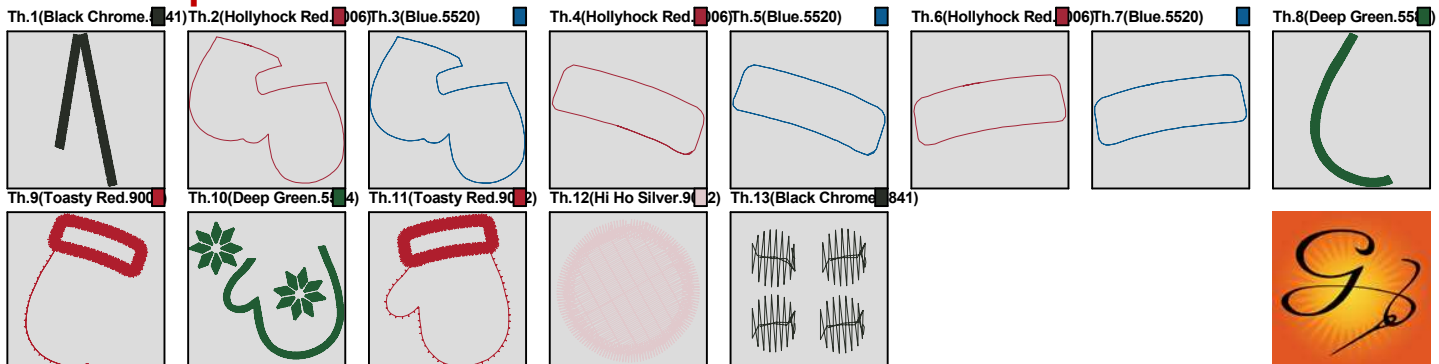 Th.1(Black Chrome.5841) Th.2(Hollyhock Red. 006) Th.3(Blue.5520) Th.4(Hollyhock Red. 006) Th.5(Blue.5520) Th.6(Hollyhock Red. 006) Th.7(Blue.5520) Th.8(Deep Green.55 )
Th.9(Toasty Red.900 ) Th.10(Deep Green.55 4) Th.11(Toasty Red.90 2) Th.12(Hi Ho Silver.90 2) Th.13(Black Chrome. 841)